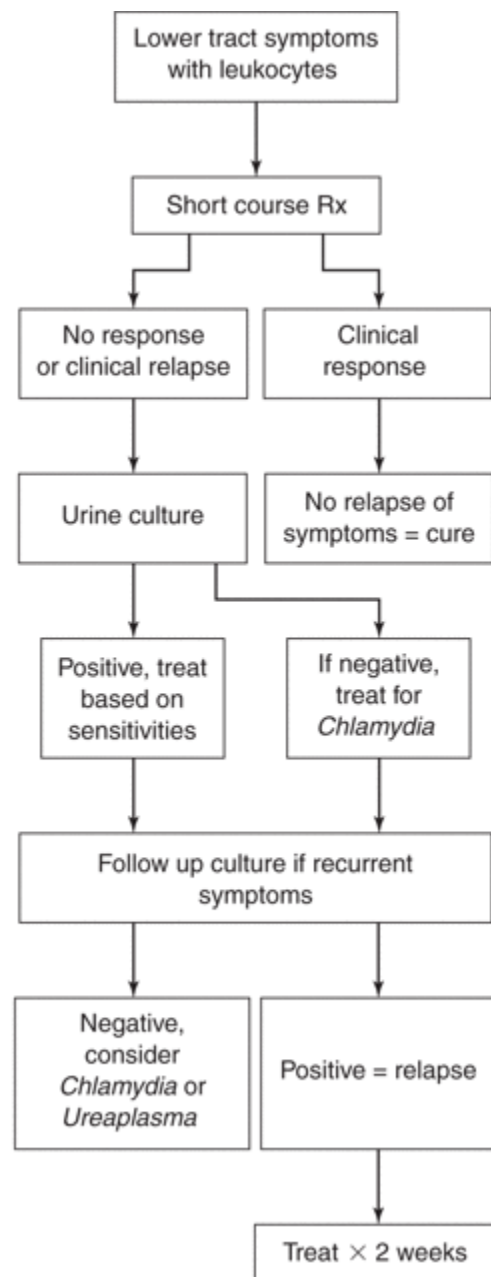 Lower tract symptoms
with leukocytes
Short course Rx
No response
or clinical relapse
Clinical
response
Urine culture
No relapse of
symptoms = cure
Positive, treat
based on
sensitivities
If negative,
treat for
Chlamydia
Follow up culture if recurrent
symptoms
Negative,
consider
Chlamydia or
Ureaplasma
Positive = relapse
Treat × 2 weeks